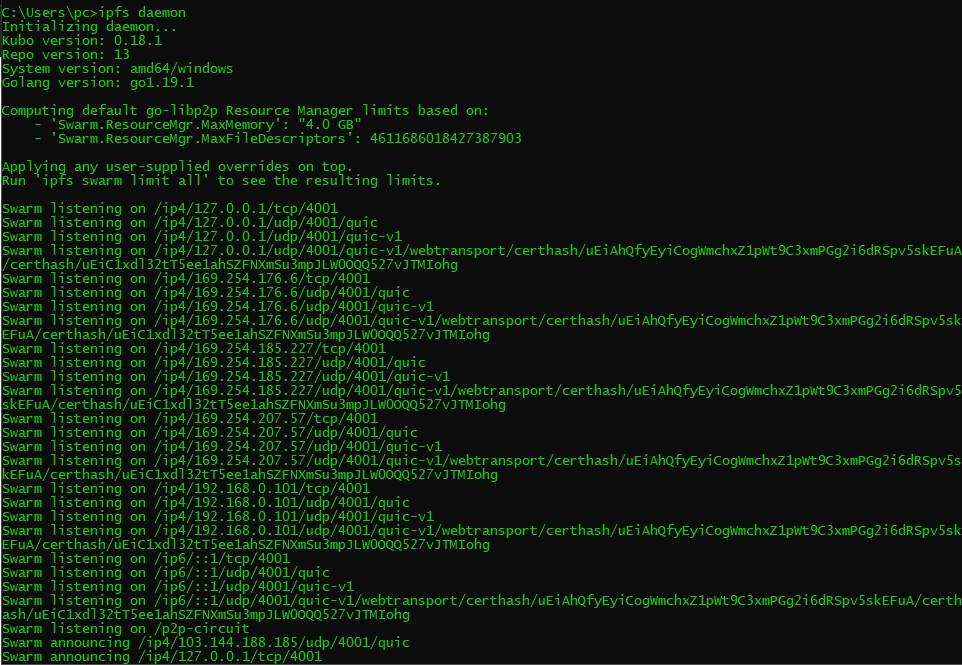 C:\Users\pc>ipfs daemon
Initializing daemon...
Kubo version: 0.18.1
Repo version: 13
System version: amd64/windows
Golang version: go1.19.1
Computing default go-libp2p Resource Manager limits based on:
- 'Swarm.ResourceMgr.MaxMemory': "4.0 GB"
- 'Swarm.ResourceMgr.MaxFileDescriptors': 4611686018427387903
Applying any user-supplied overrides on top.
Run 'ipfs swarm limit all' to see the resulting limits.
Swarm listening on /ip4/127.0.0.1/tcp/4001
Swarm listening on /ip4/127.0.0.1/udp/4001/quic
Swarm listening on /ip4/127.0.0.1/udp/4001/quic-v1
Swarm listening on /ip4/127.0.0.1/udp/4001/quic-v1/webtransport/certhash/uEiAhQfyEyiCogWmchxZ1pWt9C3xmPGg2i6dRSpv5skEFuA
/certhash/uEiC1xdl32tT5ee1ahSZFNXmSu3mpJLWOOQQ527vJTMIohg
Swarm listening on /ip4/169.254.176.6/tcp/4001
Swarm listening on /ip4/169.254.176.6/udp/4001/quic
Swarm listening on /ip4/169.254.176.6/udp/4001/quic-v1
Swarm listening on /ip4/169.254.176.6/udp/4001/quic-v1/webtransport/certhash/uEiAhQfyEyiCogWmchxZ1pWt9C3xmPGg2i6dRSpv5sk
EFuA/certhash/uEiC1xdl32tT5ee1ahSZFNXmSu3mpJLWOOQQ527vJTMIohg
Swarm listening on /ip4/169.254.185.227/tcp/4001
Swarm listening on /ip4/169.254.185.227/udp/4001/quic
Swarm listening on /ip4/169.254.185.227/udp/4001/quic-v1
Swarm listening on /ip4/169.254.185.227/udp/4001/quic-v1/webtransport/certhash/uEiAhQfyEyiCogWmchxZ1pWt9C3xmPGg2i6dRSpv5
skEFuA/certhash/uEiC1xdl32tT5ee1ahSZFNXmSu3mpJLWOOQQ527vJTMIohg
Swarm listening on /ip4/169.254.207.57/tcp/4001
Swarm listening on /ip4/169.254.207.57/udp/4001/quic
Swarm listening on /ip4/169.254.207.57/udp/4001/quic-v1
Swarm listening on /ip4/169.254.207.57/udp/4001/quic-v1/webtransport/certhash/uEiAhQfyEyiCogWmchxZ1pWt9C3xmPGg2i6dRSpv5s
kEFuA/certhash/uEiC1xdl32tT5ee1ahSZFNXmSu3mpJLWOOQQ527vJTMIohg
Swarm listening on /ip4/192.168.0.101/tcp/4001
Swarm listening on /ip4/192.168.0.101/udp/4001/quic
Swarm listening on /ip4/192.168.0.101/udp/4001/quic-v1
Swarm listening on /ip4/192.168.0.101/udp/4001/quic-v1/webtransport/certhash/uEiAhQfyEyiCogWmchxZ1pWt9C3xmPGg2i6dRSpv5sk
EFuA/certhash/uEiC1xdl32tT5ee1ahSZFNXmSu3mpJLWOOQQ527vJTMIohg
Swarm listening on /ip6/::1/tcp/4001
Swarm listening on /ip6/::1/udp/4001/quic
Swarm listening on /ip6/::1/udp/4001/quic-v1
Swarm listening on /ip6/::1/udp/4001/quic-v1/webtransport/certhash/uEiAhQfyEyiCogWmchxZ1pWt9C3xmPGg2i6dRSpv5skEFuA/certh
ash/uEiC1xdl32tT5ee1ahSZFNXmSu3mpJLWOOQQ527vJTMIohg
Swarm listening on /p2p-circuit
Swarm announcing /ip4/103.144.188.185/udp/4001/quic
Swarm announcing /ip4/127.0.0.1/tcp/4001